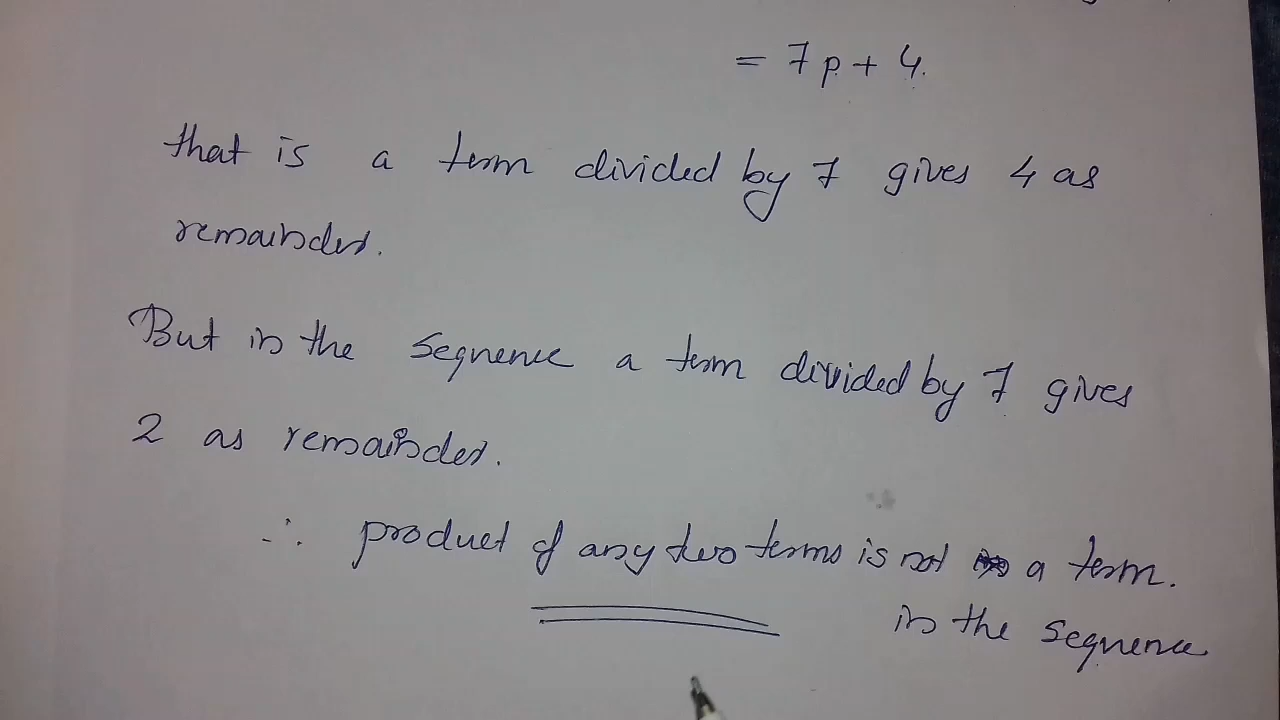 = 7p + 4.
that is a term divided by 7 gives 4 as
remainder.
But in the sequence a term divided by 7 gives
2 as remainder.
∴ product of any two terms is not a term.
in the sequence